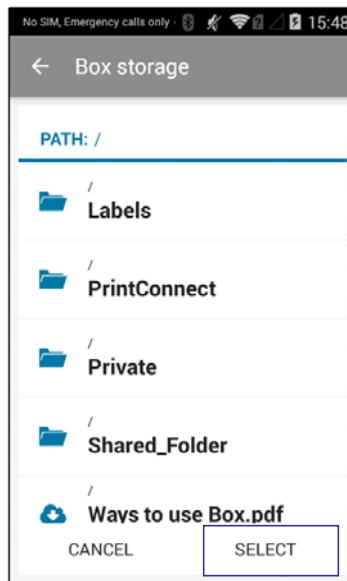 No SIM, Emergency calls only · 15:48
Box storage
PATH: /
/
Labels
/
PrintConnect
/
Private
/
Shared_Folder
/
Ways to use Box.pdf
CANCEL SELECT